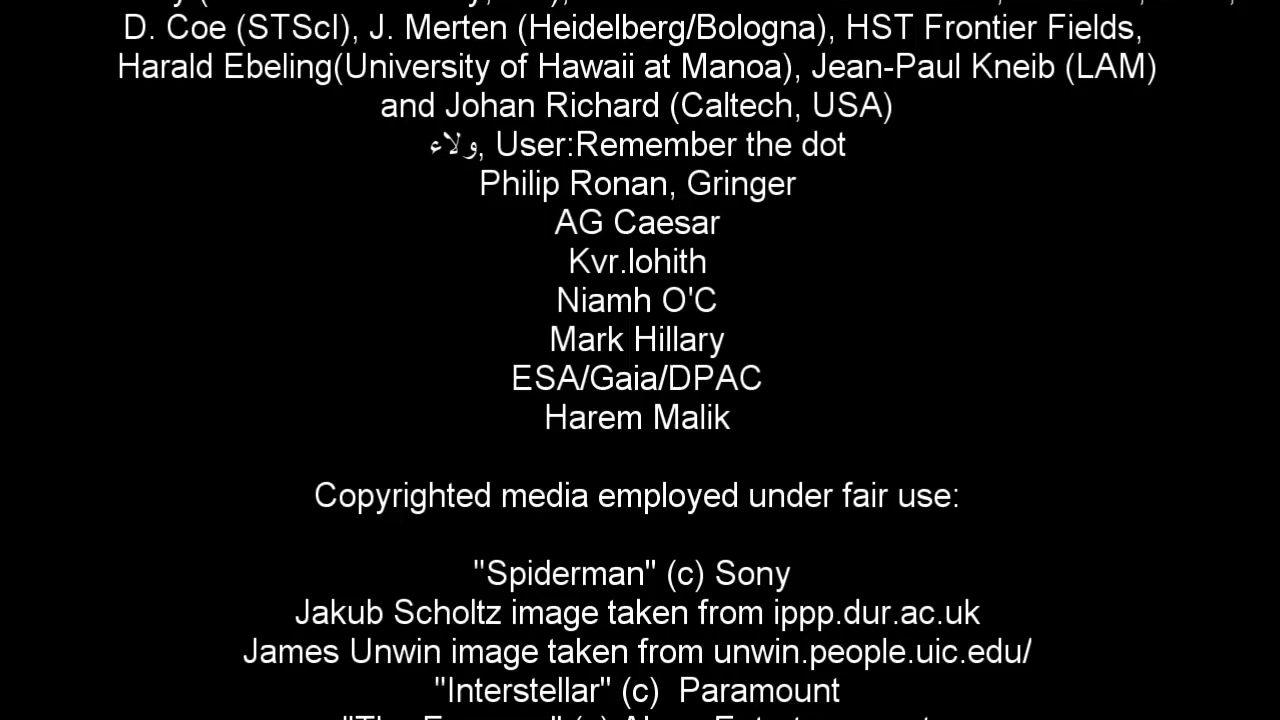 D. Coe (STScI), J. Merten (Heidelberg/Bologna), HST Frontier Fields,
Harald Ebeling(University of Hawaii at Manoa), Jean-Paul Kneib (LAM)
and Johan Richard (Caltech, USA)
ولاء, User:Remember the dot
Philip Ronan, Gringer
AG Caesar
Kvr.lohith
Niamh O'C
Mark Hillary
ESA/Gaia/DPAC
Harem Malik
Copyrighted media employed under fair use:
"Spiderman" (c) Sony
Jakub Scholtz image taken from ippp.dur.ac.uk
James Unwin image taken from unwin.people.uic.edu/
"Interstellar" (c)  Paramount